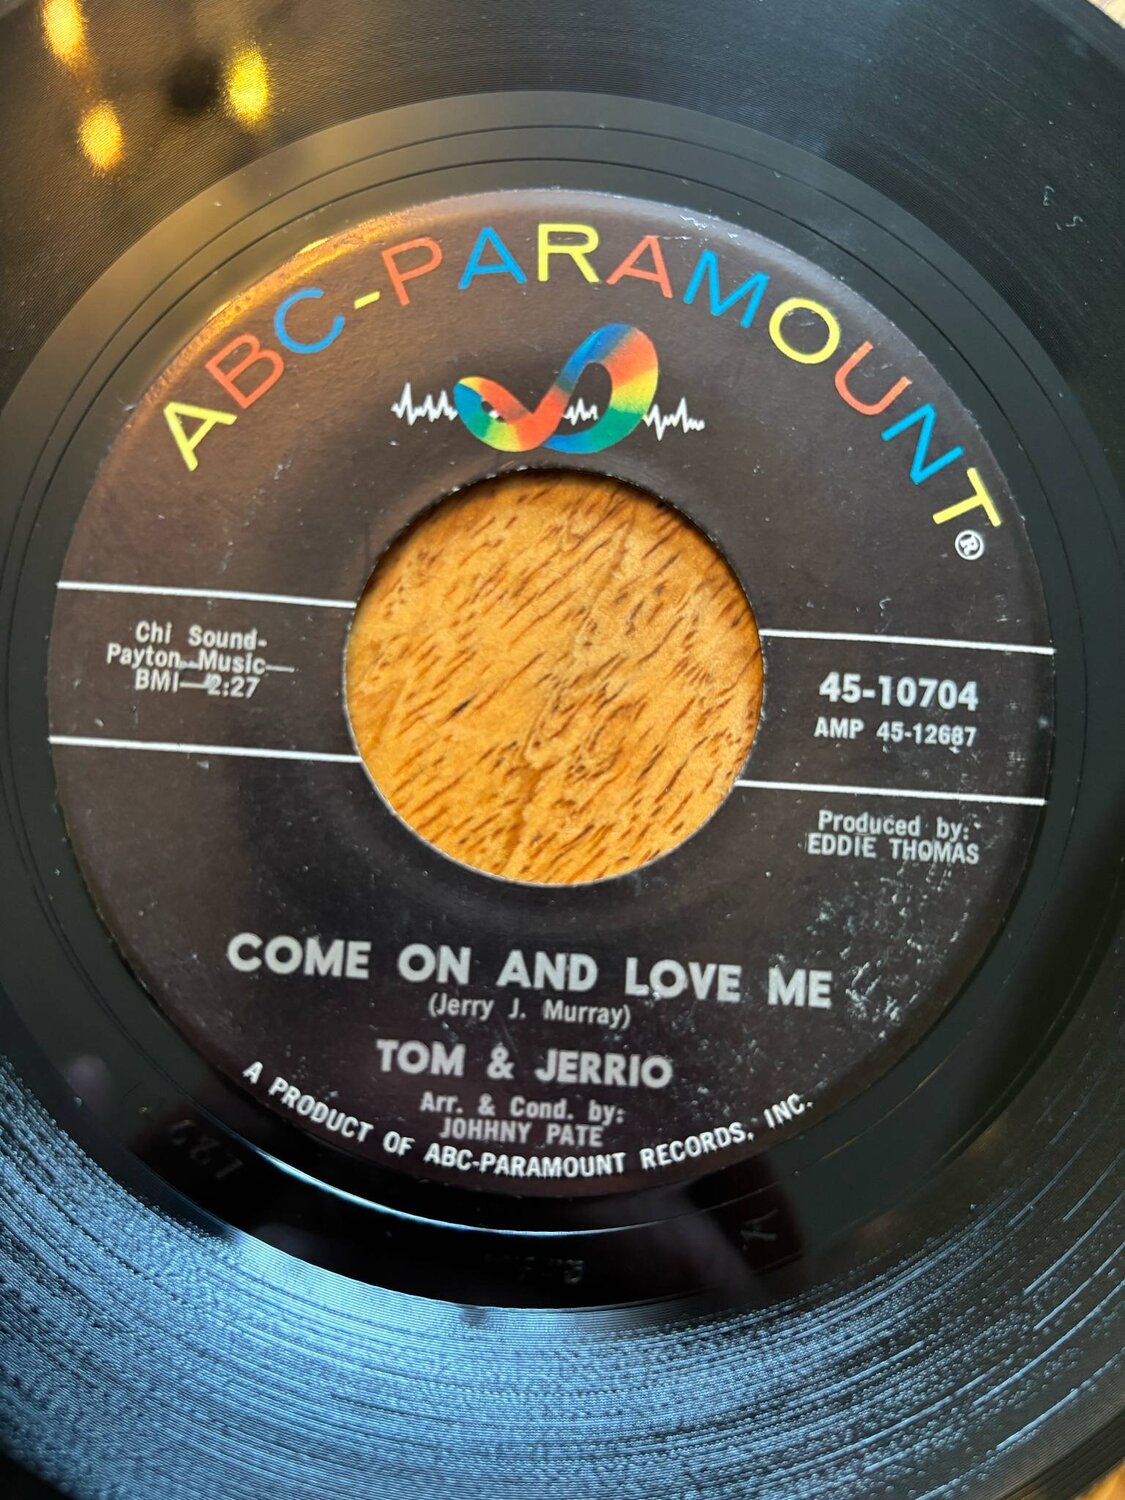 ABC-PARAMOUNT®
Chi Sound-
Payton Music—
BMI—2:27
45-10704
AMP 45-12687
Produced by:
EDDIE THOMAS
COME ON AND LOVE ME
(Jerry J. Murray)
TOM & JERRIO
Arr. & Cond. by:
JOHHNY PATE
A PRODUCT OF ABC-PARAMOUNT RECORDS, INC.